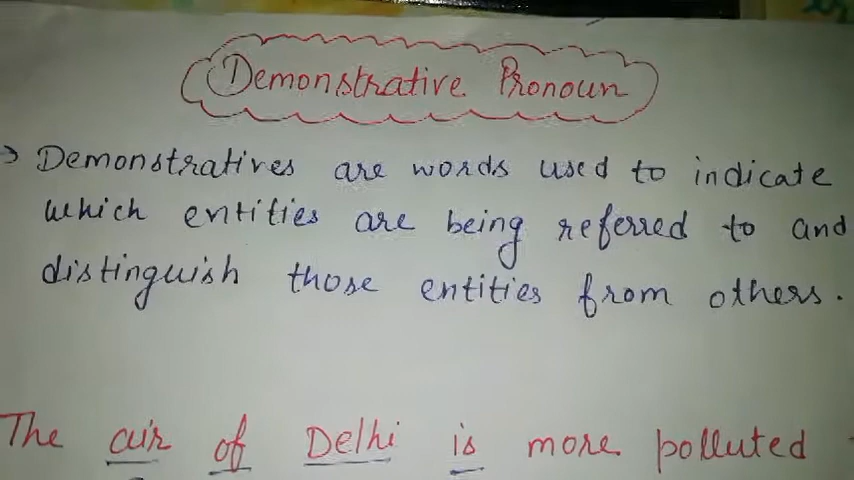 Demonstrative Pronoun
→ Demonstratives are words used to indicate
which entities are being referred to and
distinguish those entities from others.
The air of Delhi is more polluted